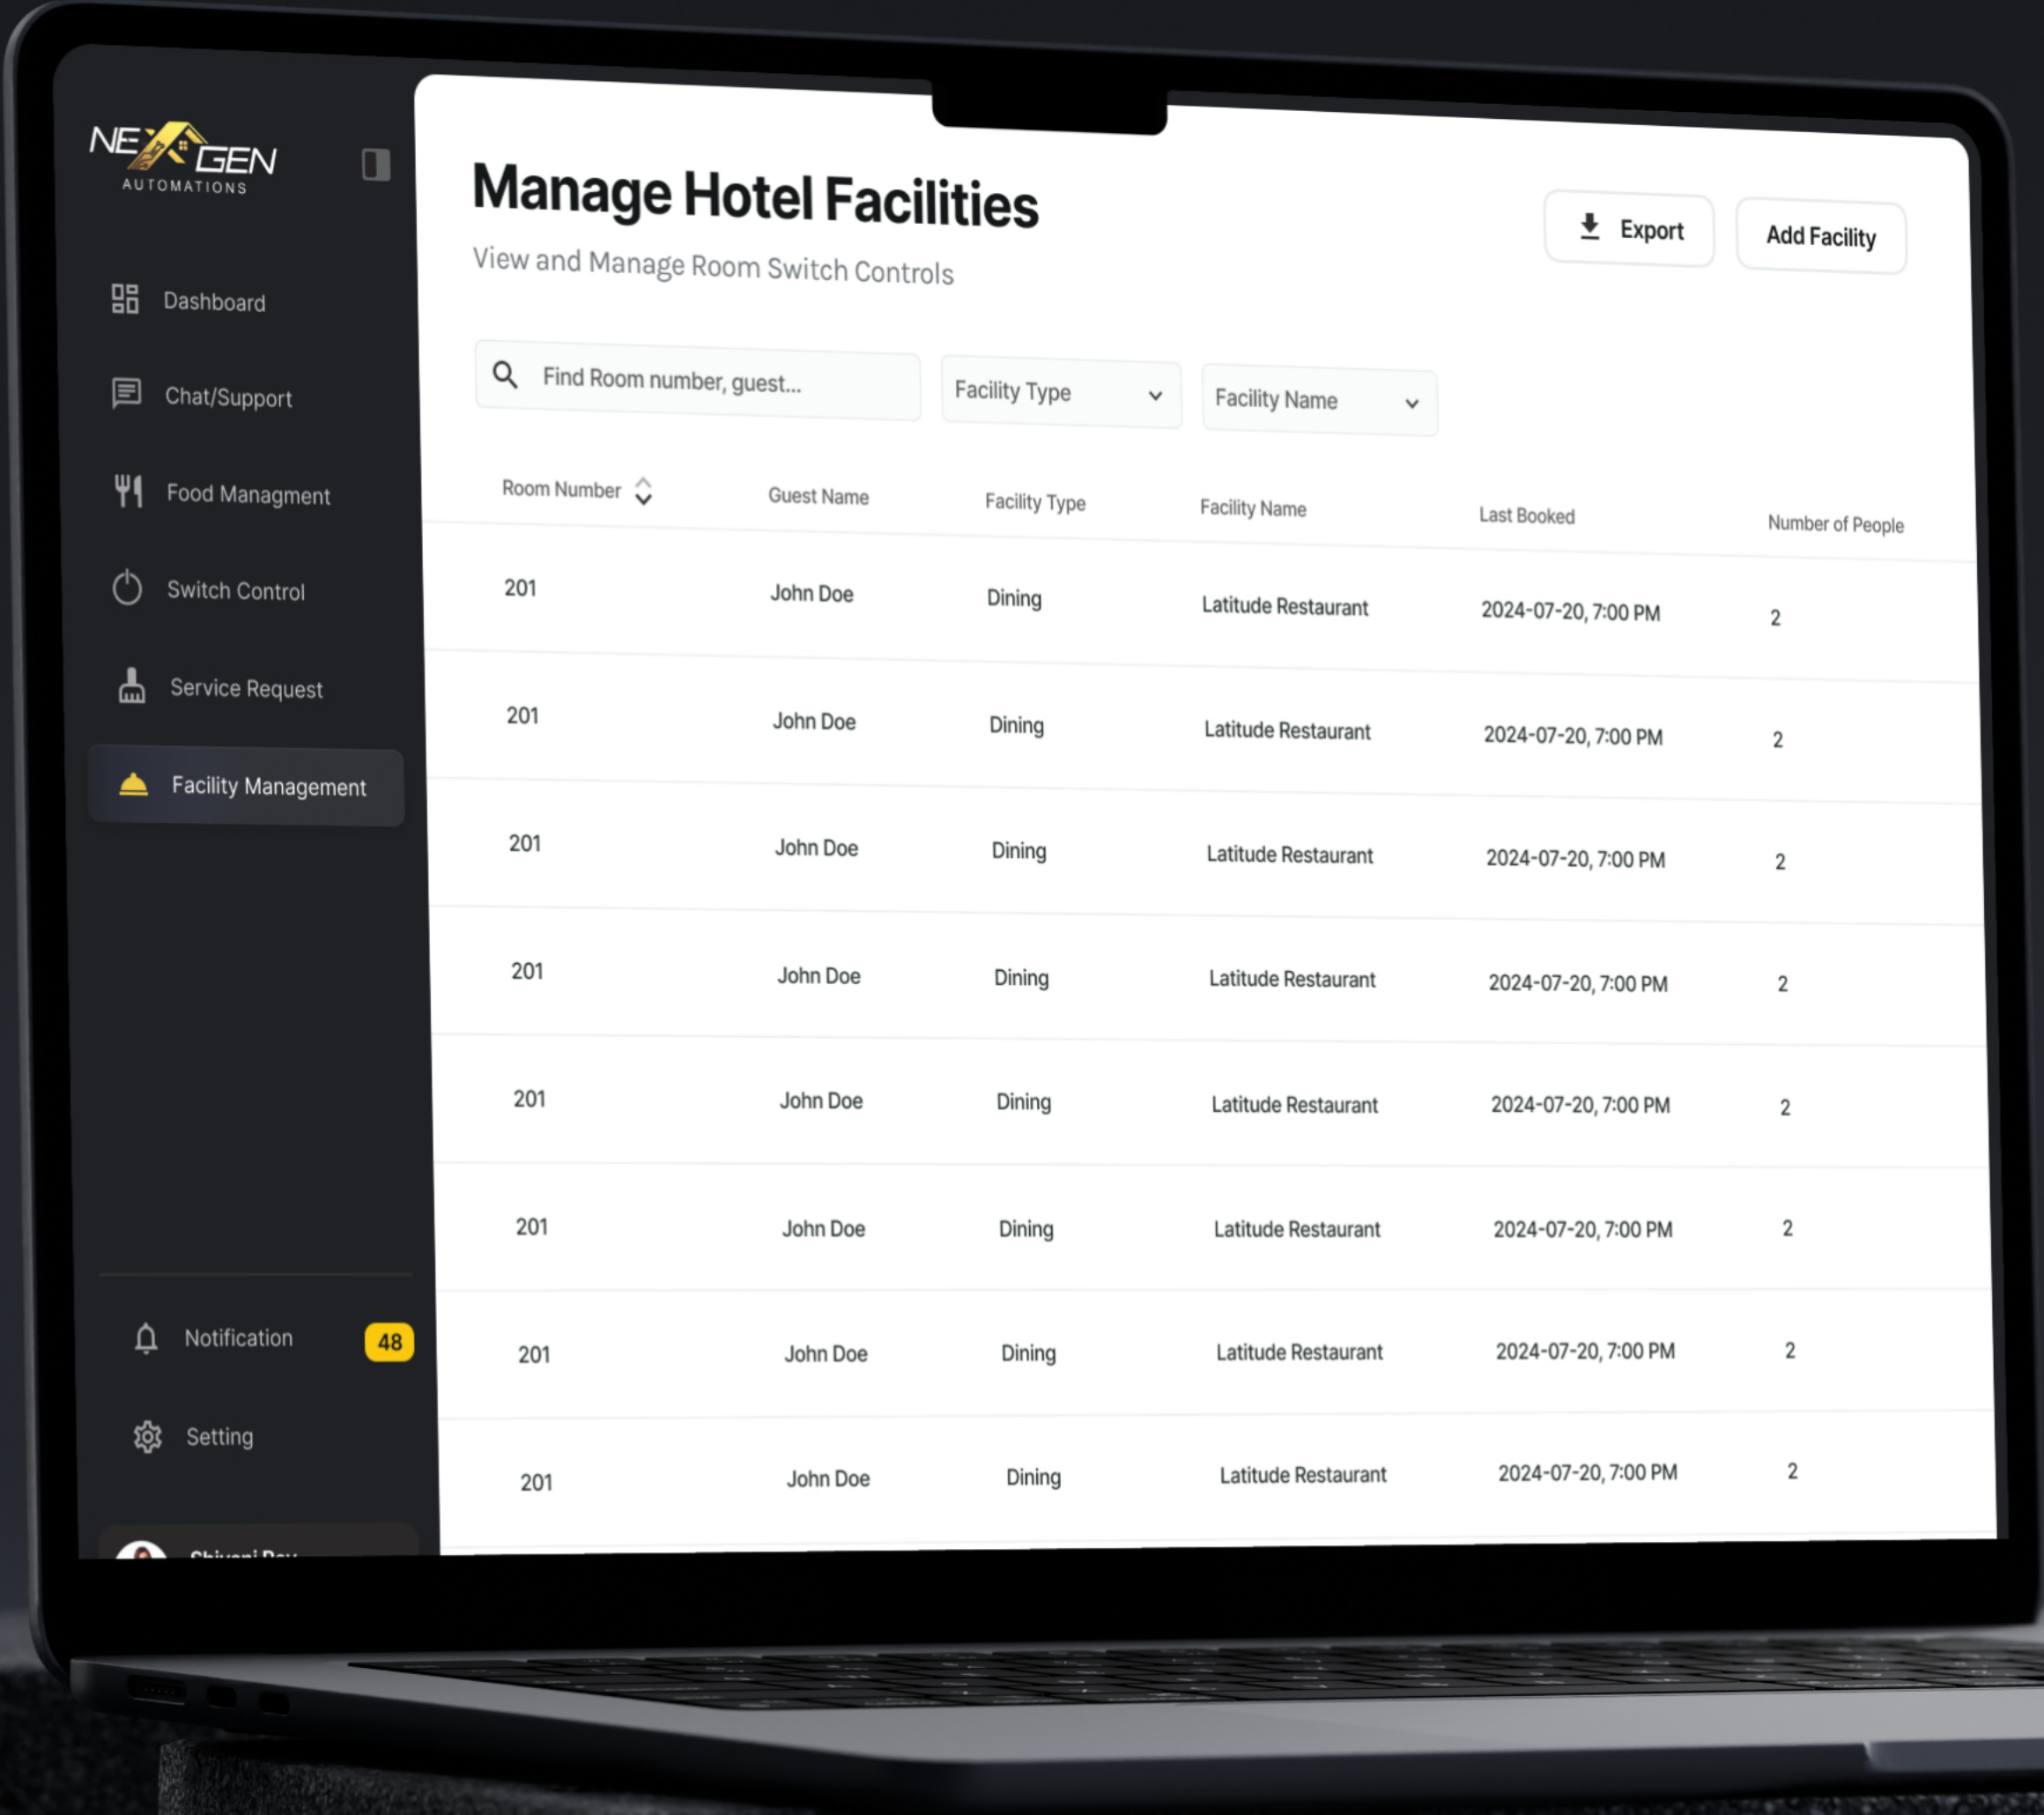 NEXGEN
AUTOMATIONS
Dashboard
Chat/Support
Food Managment
Switch Control
Service Request
Facility Management
Notification 48
Setting
Manage Hotel Facilities
View and Manage Room Switch Controls
Export
Add Facility
Find Room number, guest...
Facility Type
Facility Name
Room Number Guest Name Facility Type Facility Name Last Booked Number of People
201 John Doe Dining Latitude Restaurant 2024-07-20, 7:00 PM 2
201 John Doe Dining Latitude Restaurant 2024-07-20, 7:00 PM 2
201 John Doe Dining Latitude Restaurant 2024-07-20, 7:00 PM 2
201 John Doe Dining Latitude Restaurant 2024-07-20, 7:00 PM 2
201 John Doe Dining Latitude Restaurant 2024-07-20, 7:00 PM 2
201 John Doe Dining Latitude Restaurant 2024-07-20, 7:00 PM 2
201 John Doe Dining Latitude Restaurant 2024-07-20, 7:00 PM 2
201 John Doe Dining Latitude Restaurant 2024-07-20, 7:00 PM 2